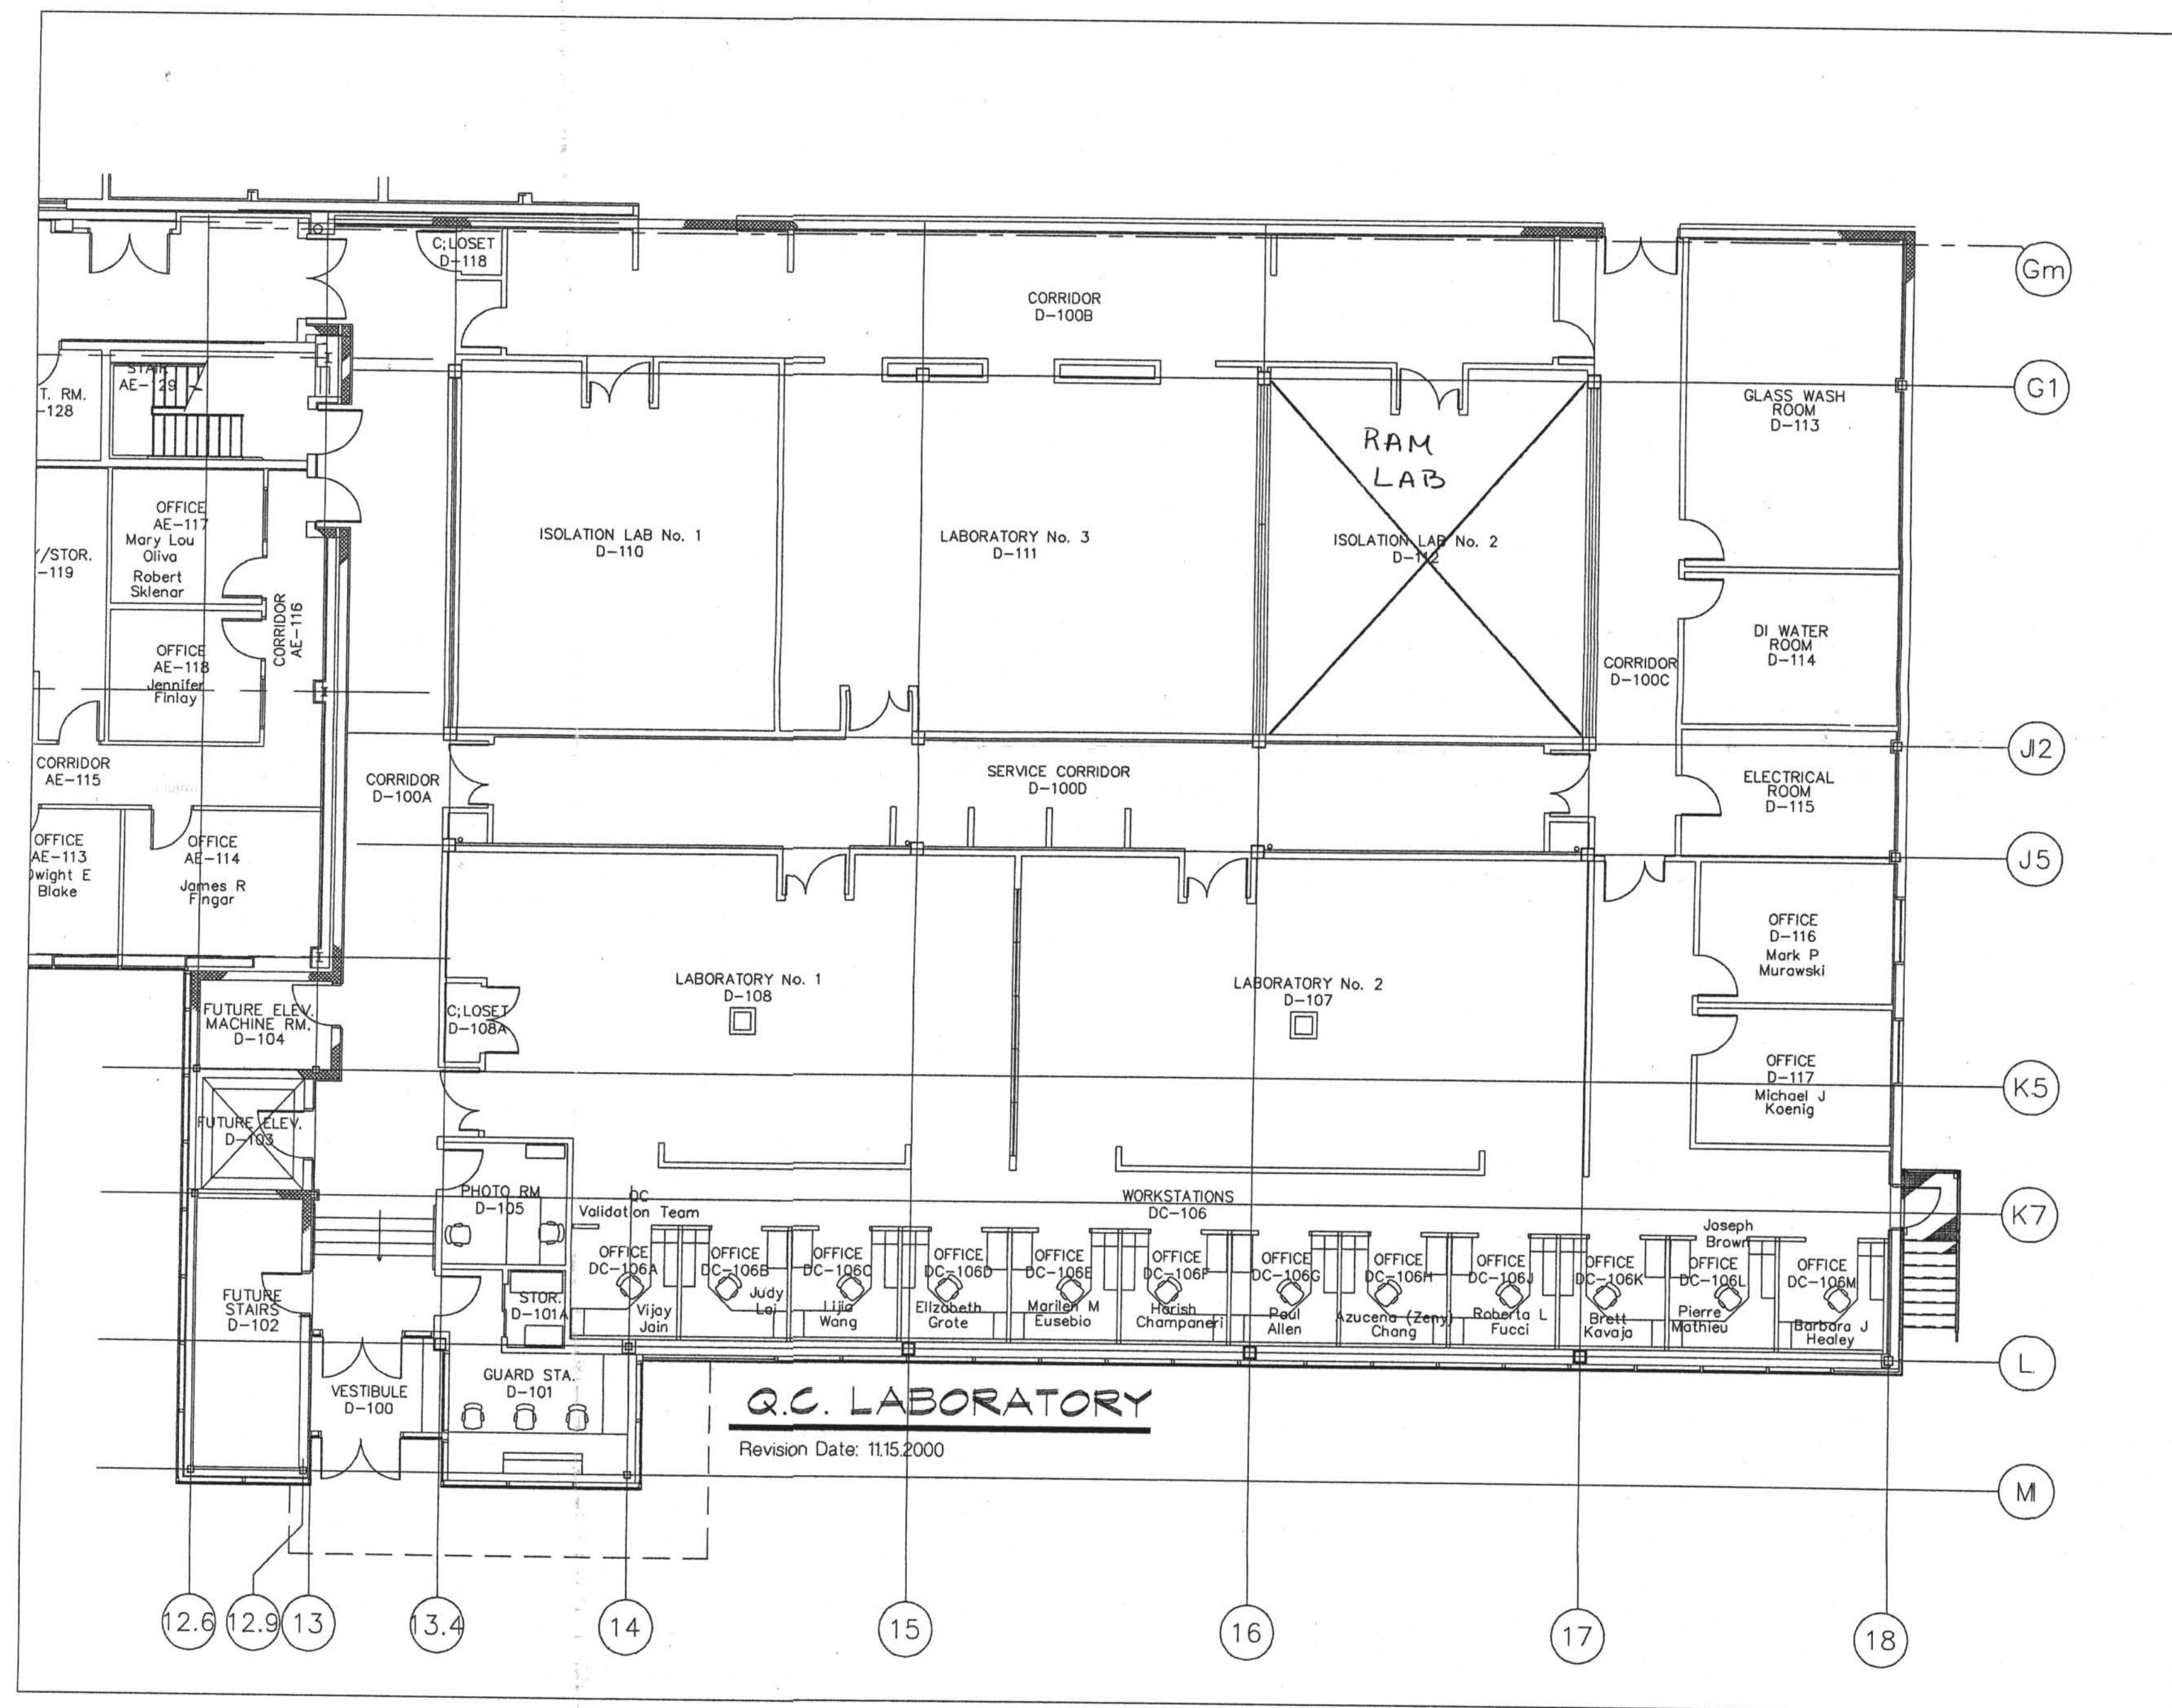 C;LOSET
D-118
CORRIDOR
D-100B
Gm
G1
STAIR
AE-129
T. RM.
-128
GLASS WASH
ROOM
D-113
RAM
LAB
OFFICE
AE-117
Mary Lou
Oliva
Robert
Sklenar
/STOR.
-119
ISOLATION LAB No. 1
D-110
LABORATORY No. 3
D-111
ISOLATION LAB No. 2
D-112
CORRIDOR
AE-116
OFFICE
AE-118
Jennifer
Finlay
DI WATER
ROOM
D-114
CORRIDOR
D-100C
J12
CORRIDOR
AE-115
CORRIDOR
D-100A
SERVICE CORRIDOR
D-100D
ELECTRICAL
ROOM
D-115
J5
OFFICE
AE-113
wight E
Blake
OFFICE
AE-114
James R
Fingar
OFFICE
D-116
Mark P
Murawski
LABORATORY No. 1
D-108
LABORATORY No. 2
D-107
FUTURE ELEV.
MACHINE RM.
D-104
C;LOSET
D-108A
OFFICE
D-117
Michael J
Koenig
K5
FUTURE ELEV.
D-103
PHOTO RM
D-105
QC
Validation Team
WORKSTATIONS
DC-106
K7
Joseph
Brown
OFFICE
DC-106A
Vijay
Jain
OFFICE
DC-106B
Judy
Lai
OFFICE
DC-106C
Lijia
Wang
OFFICE
DC-106D
Elizabeth
Grote
OFFICE
DC-106E
Marilen M
Eusebio
OFFICE
DC-106F
Harish
Champaneri
OFFICE
DC-106G
Paul
Allen
OFFICE
DC-106H
Azucena (Zeny)
Chang
OFFICE
DC-106J
Roberta L
Fucci
OFFICE
DC-106K
Brett
Kavaja
OFFICE
DC-106L
Pierre
Mathieu
OFFICE
DC-106M
Barbara J
Healey
FUTURE
STAIRS
D-102
STOR.
D-101A
L
VESTIBULE
D-100
GUARD STA.
D-101
Q.C. LABORATORY
Revision Date: 11.15.2000
M1
12.6
12.9
13
13.4
14
15
16
17
18